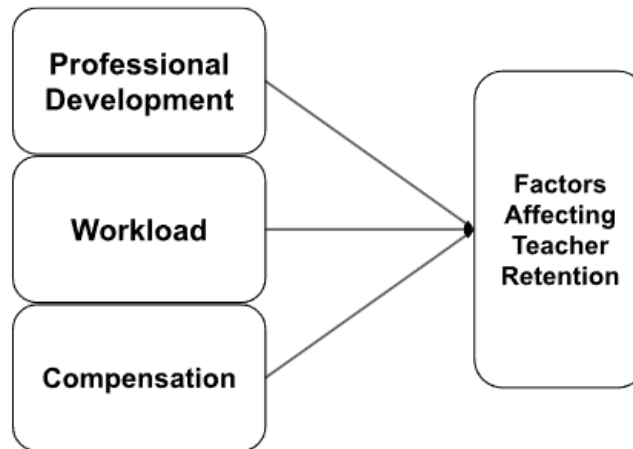 Professional
Development
Workload
Compensation
Factors
Affecting
Teacher
Retention